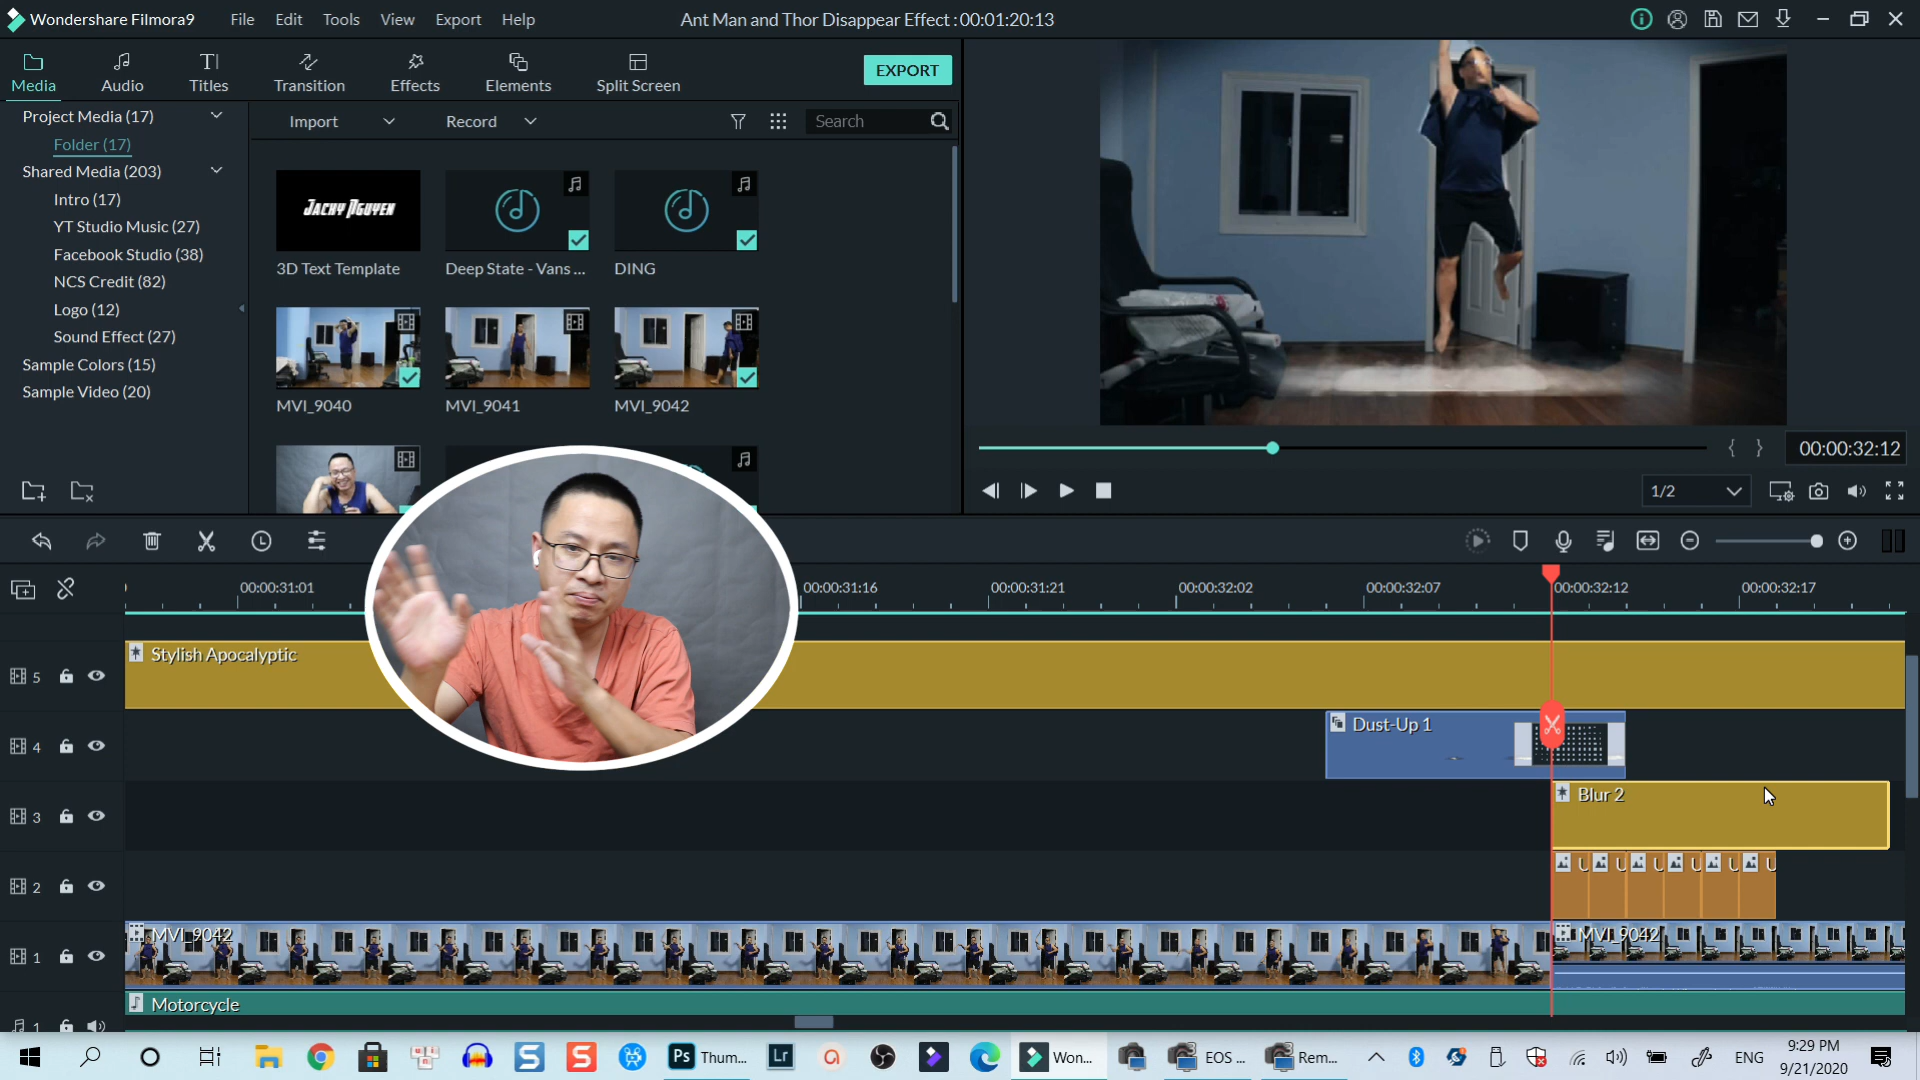 Wondershare Filmora9
File Edit Tools View Export Help
Ant Man and Thor Disappear Effect : 00:01:20:13
Media Audio Titles Transition Effects Elements Split Screen
EXPORT
Project Media (17)
Folder (17)
Shared Media (203)
Intro (17)
YT Studio Music (27)
Facebook Studio (38)
NCS Credit (82)
Logo (12)
Sound Effect (27)
Sample Colors (15)
Sample Video (20)
Import Record Search
JACKY NGUYEN
3D Text Template Deep State - Vans ... DING
MVI_9040 MVI_9041 MVI_9042
{ } 00:00:32:12
1/2
00:00:31:01 00:00:31:16 00:00:31:21 00:00:32:02 00:00:32:07 00:00:32:12 00:00:32:17
5 Stylish Apocalyptic
4 Dust-Up 1
3 Blur 2
2 U U U U U U
1 MVI_9042 MVI_9042
Motorcycle
1
Ps Thum... Lr Won... EOS ... Rem... ENG
9:29 PM
9/21/2020